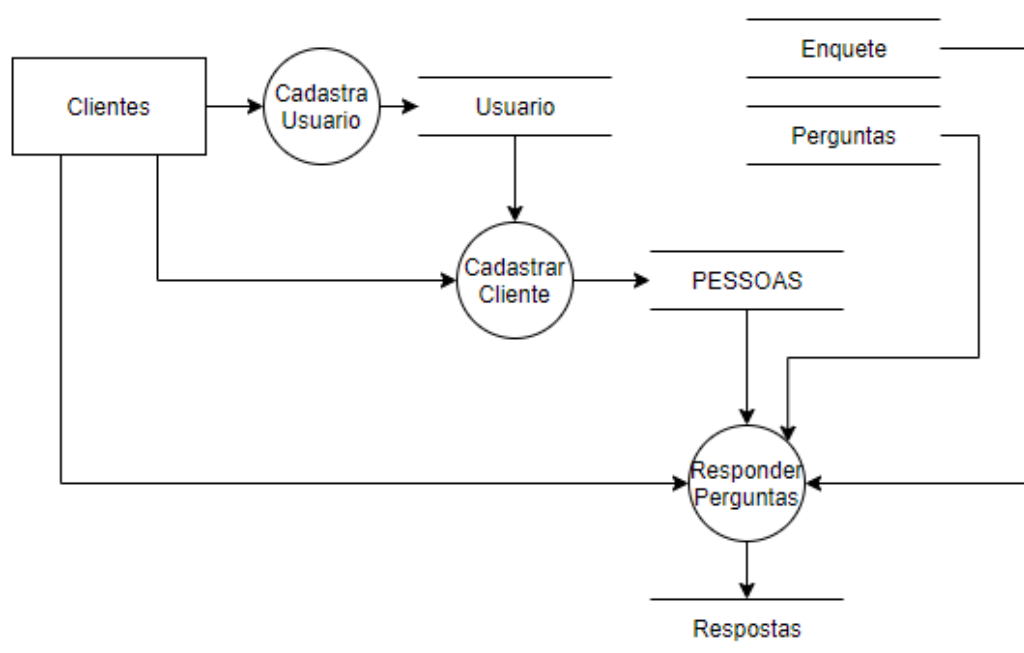 Enquete
Clientes
Cadastra
Usuario
Usuario
Perguntas
Cadastrar
Cliente
PESSOAS
Responder
Perguntas
Respostas